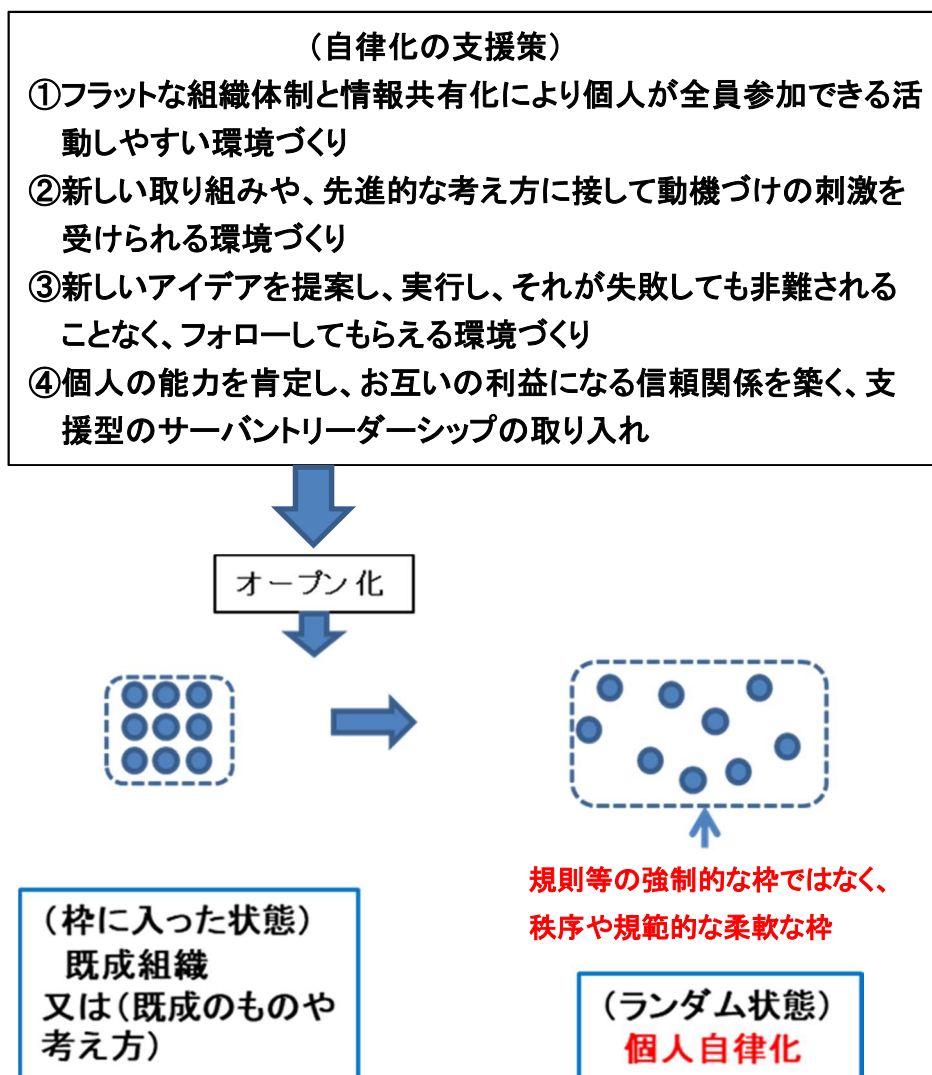 （自律化の支援策）
①フラットな組織体制と情報共有化により個人が全員参加できる活
動しやすい環境づくり
②新しい取り組みや、先進的な考え方に接して動機づけの刺激を
受けられる環境づくり
③新しいアイデアを提案し、実行し、それが失敗しても非難される
ことなく、フォローしてもらえる環境づくり
④個人の能力を肯定し、お互いの利益になる信頼関係を築く、支
援型のサーバントリーダーシップの取り入れ
オープン化
規則等の強制的な枠ではなく、
秩序や規範的な柔軟な枠
（枠に入った状態）
既成組織
又は（既成のものや
考え方）
（ランダム状態）
個人自律化